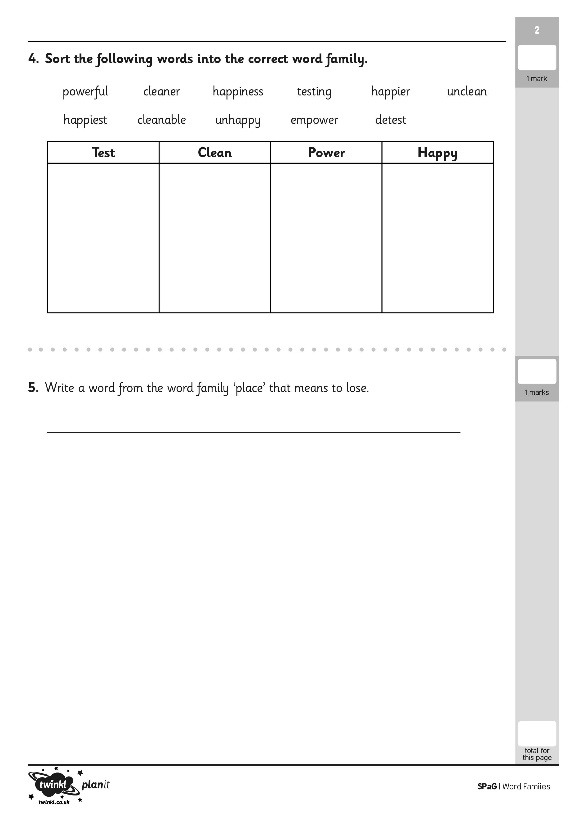 2
4. Sort the following words into the correct word family.
1 mark
powerful cleaner happiness testing happier unclean
happiest cleanable unhappy empower detest
Test Clean Power Happy
5. Write a word from the word family ‘place’ that means to lose.
1 marks
total for
this page
twinkl planit
twinkl.co.uk
SPaG | Word Families